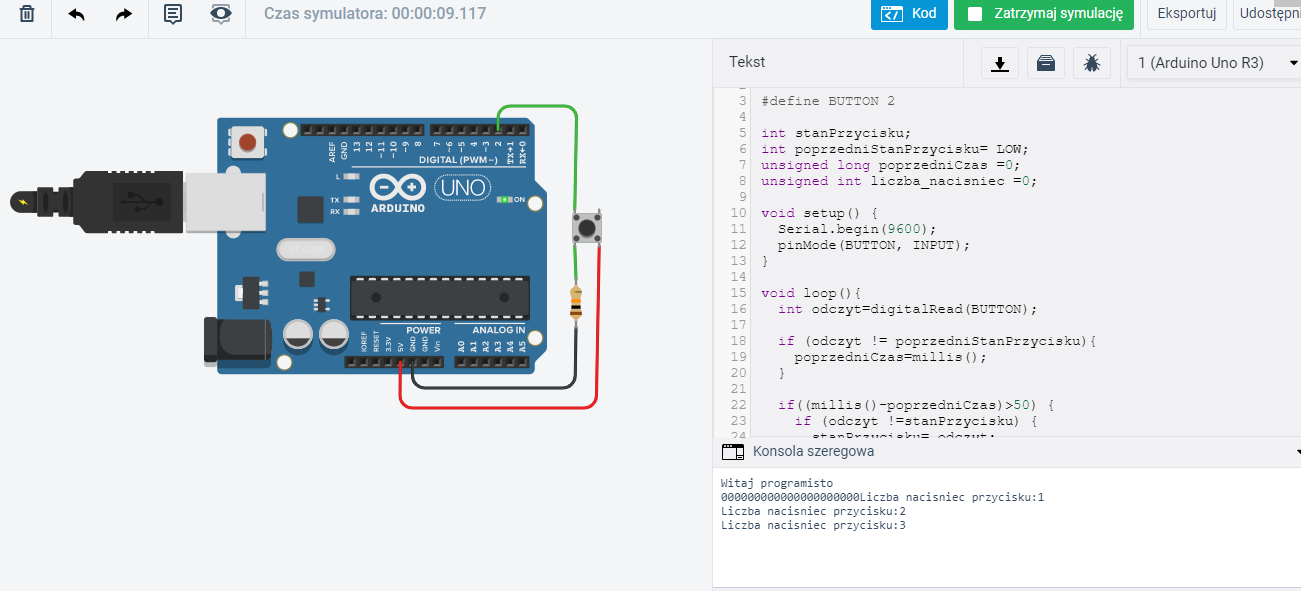 Czas symulatora: 00:00:09.117
Kod
Zatrzymaj symulację
Eksportuj
Udostępni
Tekst
1 (Arduino Uno R3)
3 #define BUTTON 2
4
5 int stanPrzycisku;
6 int poprzedniStanPrzycisku= LOW;
7 unsigned long poprzedniCzas =0;
8 unsigned int liczba_nacisniec =0;
9
10 void setup() {
11 Serial.begin(9600);
12 pinMode(BUTTON, INPUT);
13 }
14
15 void loop(){
16 int odczyt=digitalRead(BUTTON);
17
18 if (odczyt != poprzedniStanPrzycisku){
19 poprzedniCzas=millis();
20 }
21
22 if((millis()-poprzedniCzas)>50) {
23 if (odczyt !=stanPrzycisku) {
24 stanPrzycisku= odczyt;
Konsola szeregowa
Witaj programisto
00000000000000000000Liczba nacisniec przycisku:1
Liczba nacisniec przycisku:2
Liczba nacisniec przycisku:3
AREF
GND
13
12
~11
~10
~9
8
7
~6
~5
4
~3
2
TX→1
RX←0
DIGITAL (PWM~)
L
TX
RX
UNO
ARDUINO
ON
POWER
ANALOG IN
IOREF
RESET
3.3V
5V
GND
GND
Vin
A0
A1
A2
A3
A4
A5